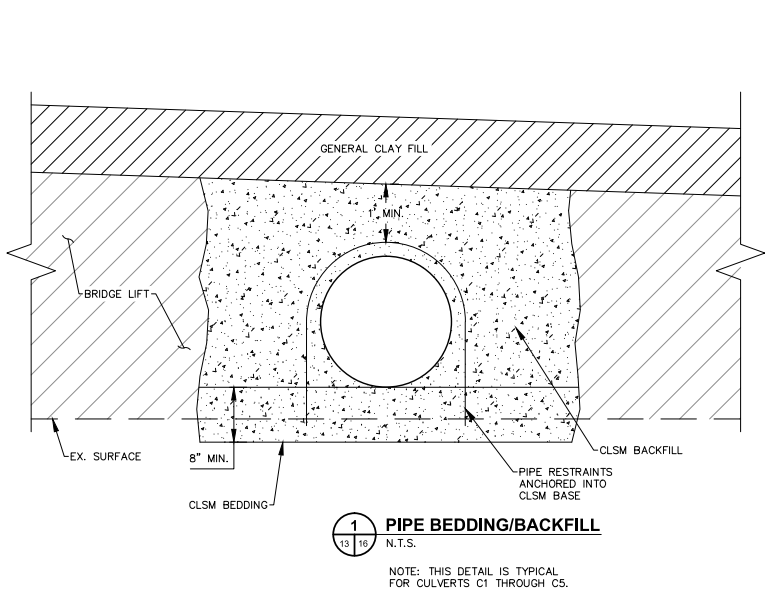 GENERAL CLAY FILL
1' MIN.
BRIDGE LIFT
EX. SURFACE
8" MIN.
CLSM BACKFILL
PIPE RESTRAINTS
ANCHORED INTO
CLSM BASE
CLSM BEDDING
1
13 16
PIPE BEDDING/BACKFILL
N.T.S.
NOTE: THIS DETAIL IS TYPICAL
FOR CULVERTS C1 THROUGH C5.